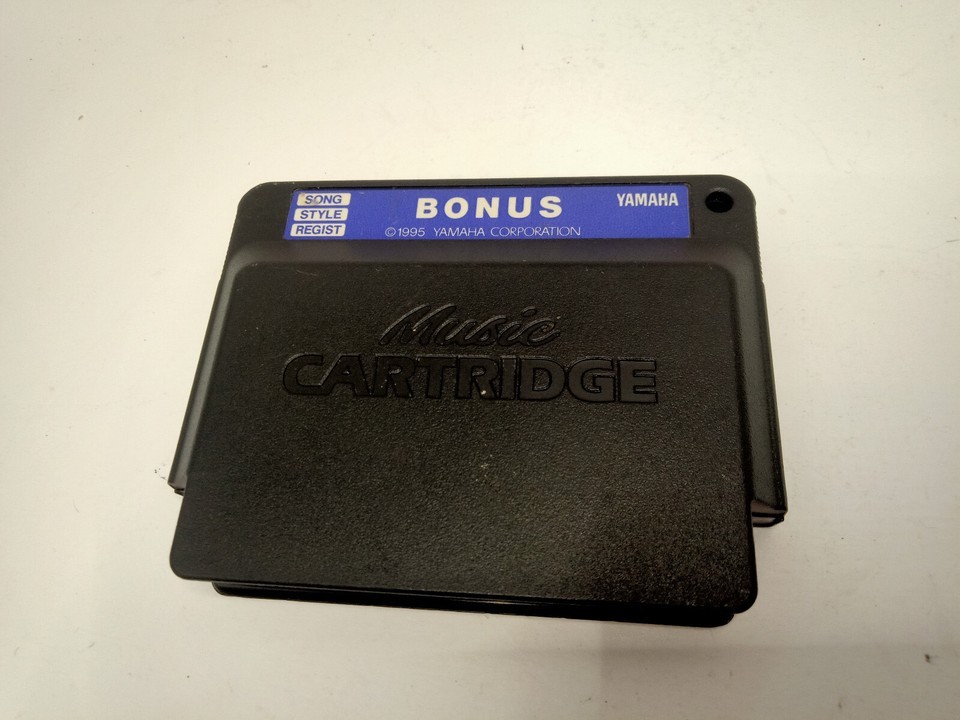 SONG
STYLE
REGIST
BONUS
YAMAHA
©1995 YAMAHA CORPORATION
Music
CARTRIDGE